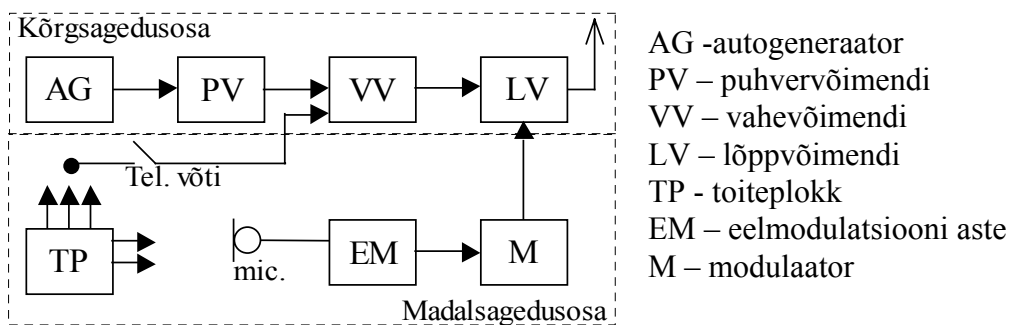 Kõrgsagedusosa
AG
PV
VV
LV
Tel. võti
TP
mic.
EM
M
Madalsagedusosa
AG -autogeneraator
PV – puhvervõimendi
VV – vahevõimendi
LV – lõppvõimendi
TP - toiteplokk
EM – eelmodulatsiooni aste
M – modulaator